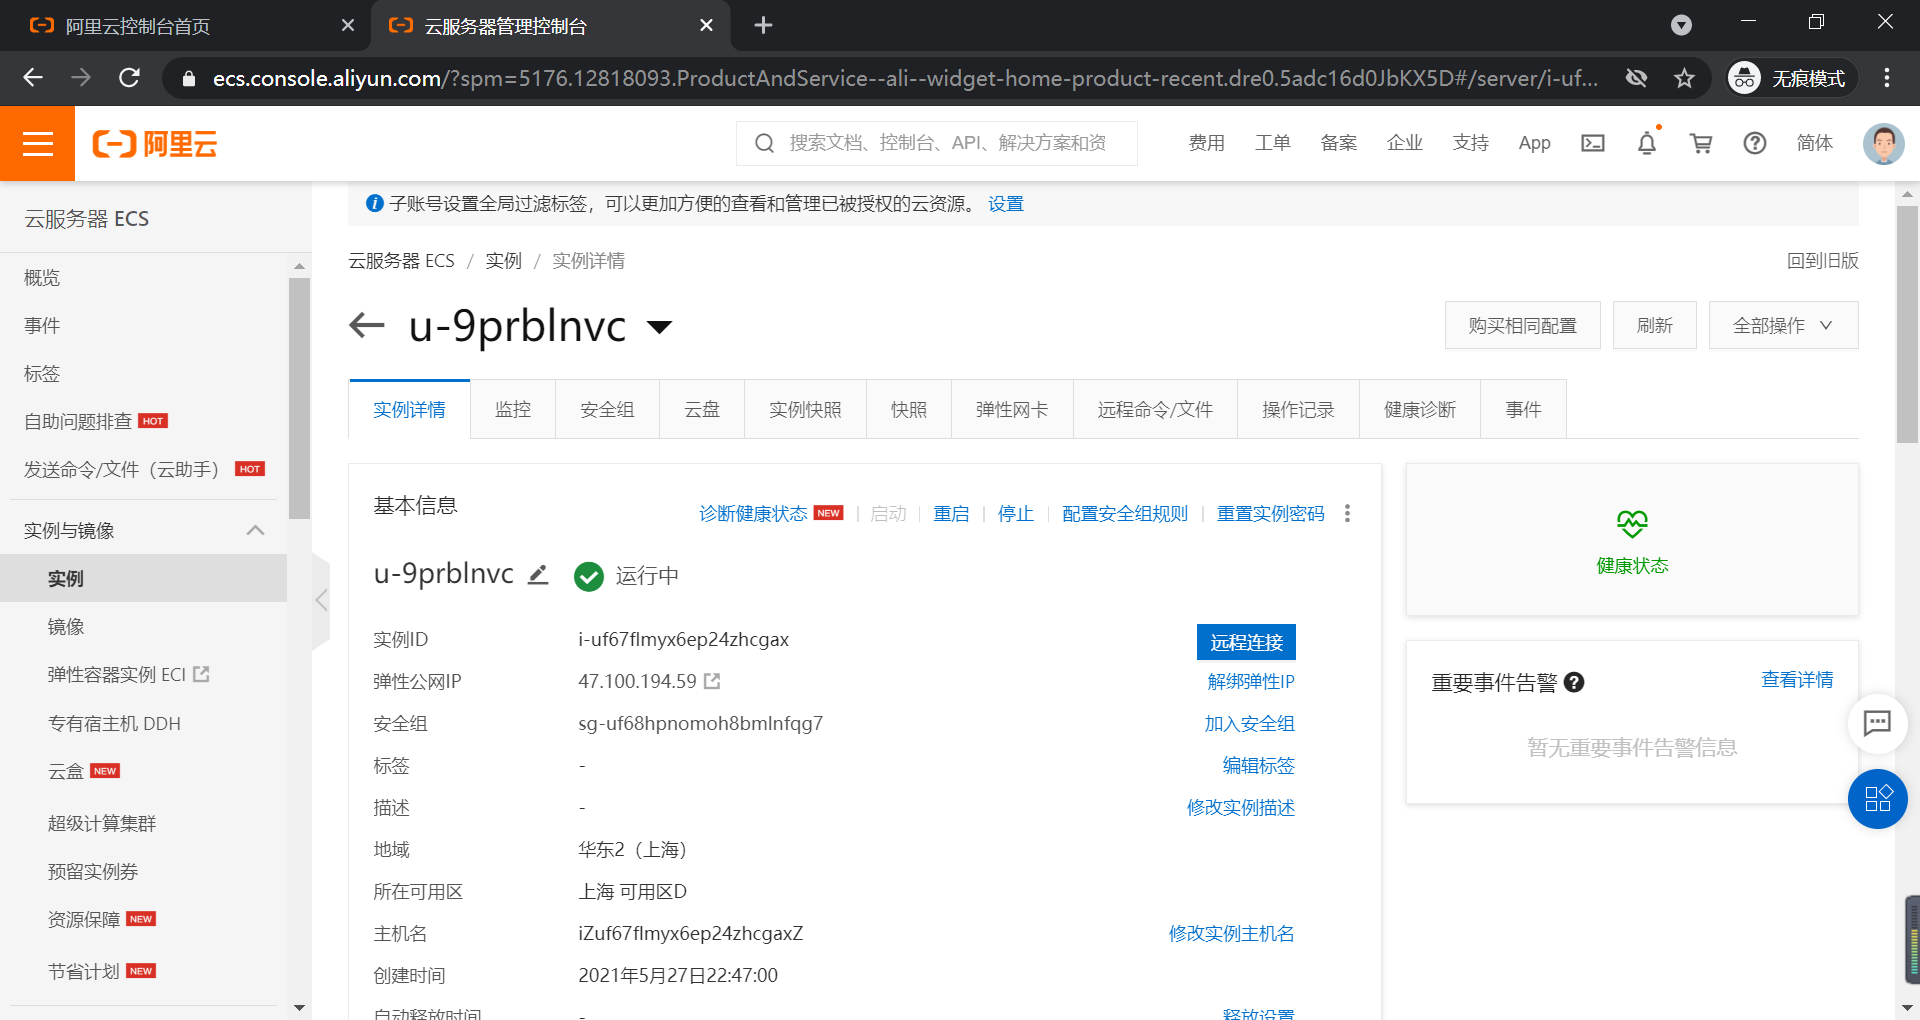 阿里云控制台首页
云服务器管理控制台
ecs.console.aliyun.com/?spm=5176.12818093.ProductAndService--ali--widget-home-product-recent.dre0.5adc16d0JbKX5D#/server/i-uf...
无痕模式
阿里云
搜索文档、控制台、API、解决方案和资
费用
工单
备案
企业
支持
App
简体
云服务器 ECS
概览
事件
标签
自助问题排查 HOT
发送命令/文件（云助手） HOT
实例与镜像
实例
镜像
弹性容器实例 ECI
专有宿主机 DDH
云盒 NEW
超级计算集群
预留实例券
资源保障 NEW
节省计划 NEW
子账号设置全局过滤标签，可以更加方便的查看和管理已被授权的云资源。 设置
云服务器 ECS / 实例 / 实例详情
回到旧版
u-9prblnvc
购买相同配置
刷新
全部操作
实例详情
监控
安全组
云盘
实例快照
快照
弹性网卡
远程命令/文件
操作记录
健康诊断
事件
基本信息
诊断健康状态 NEW | 启动 | 重启 | 停止 | 配置安全组规则 | 重置实例密码
u-9prblnvc
运行中
实例ID i-uf67flmyx6ep24zhcgax 远程连接
弹性公网IP 47.100.194.59 解绑弹性IP
安全组 sg-uf68hpnomoh8bmlnfqg7 加入安全组
标签 - 编辑标签
描述 - 修改实例描述
地域 华东2（上海）
所在可用区 上海 可用区D
主机名 iZuf67flmyx6ep24zhcgaxZ 修改实例主机名
创建时间 2021年5月27日22:47:00
自动释放时间 - 释放设置
健康状态
重要事件告警
查看详情
暂无重要事件告警信息